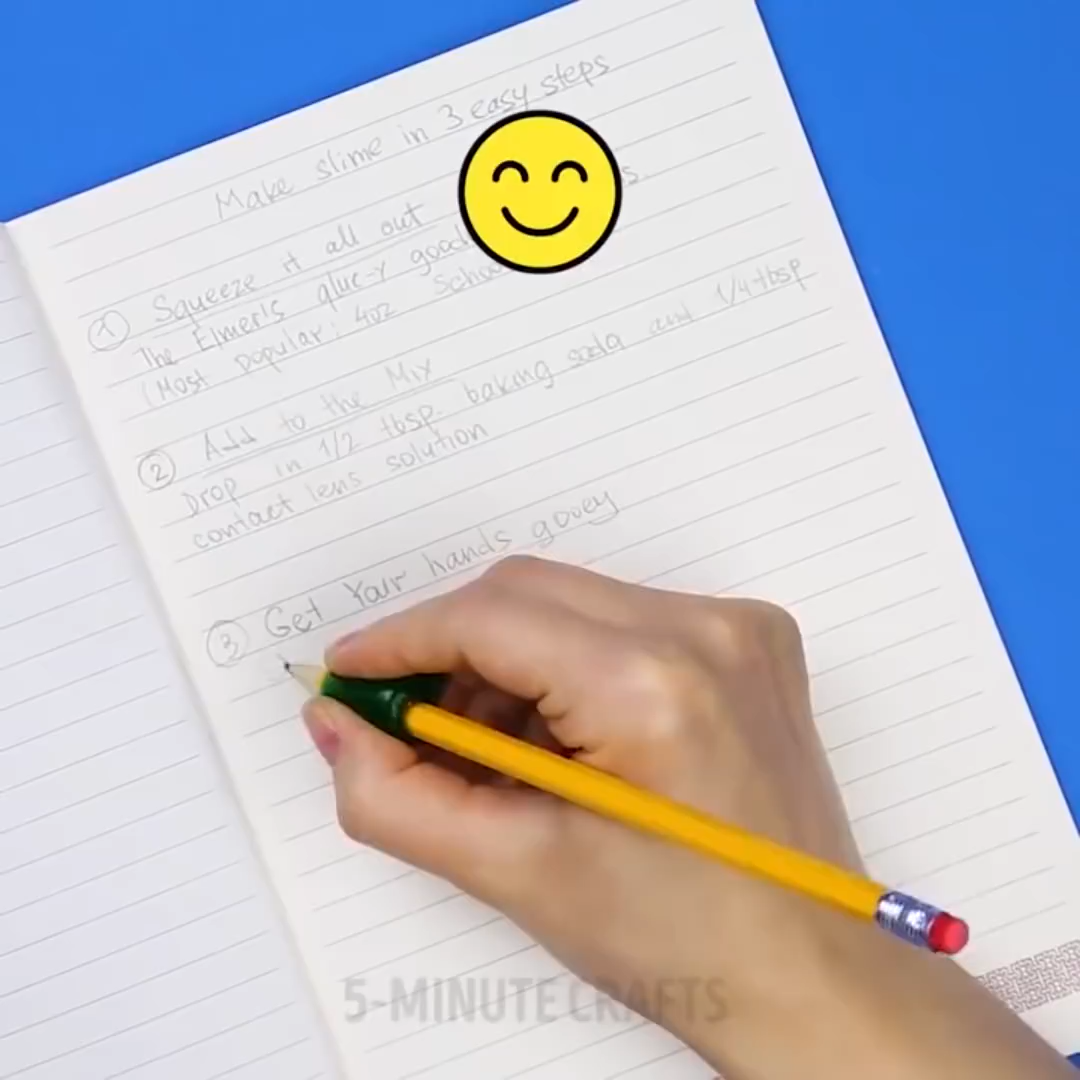 Make slime in 3 easy steps
① Squeeze it all out
The Elmer's glue-y good s.
(Most popular: 4oz Schoo
② Add to the Mix
Drop in 1/2 tbsp. baking soda and 1/4 tbsp
contact lens solution
③ Get Your hands gooey
5-MINUTE CRAFTS